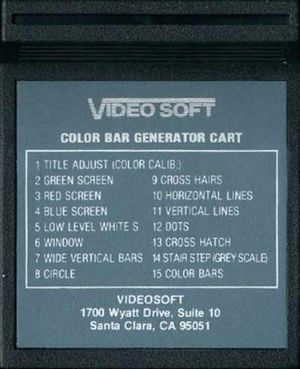 VIDEO SOFT
COLOR BAR GENERATOR CART
1 TITLE ADJUST (COLOR CALIB.)
2 GREEN SCREEN
3 RED SCREEN
4 BLUE SCREEN
5 LOW LEVEL WHITE S
6 WINDOW
7 WIDE VERTICAL BARS
8 CIRCLE
9 CROSS HAIRS
10 HORIZONTAL LINES
11 VERTICAL LINES
12 DOTS
13 CROSS HATCH
14 STAIR STEP (GREY SCALE)
15 COLOR BARS
VIDEOSOFT
1700 Wyatt Drive, Suite 10
Santa Clara, CA 95051